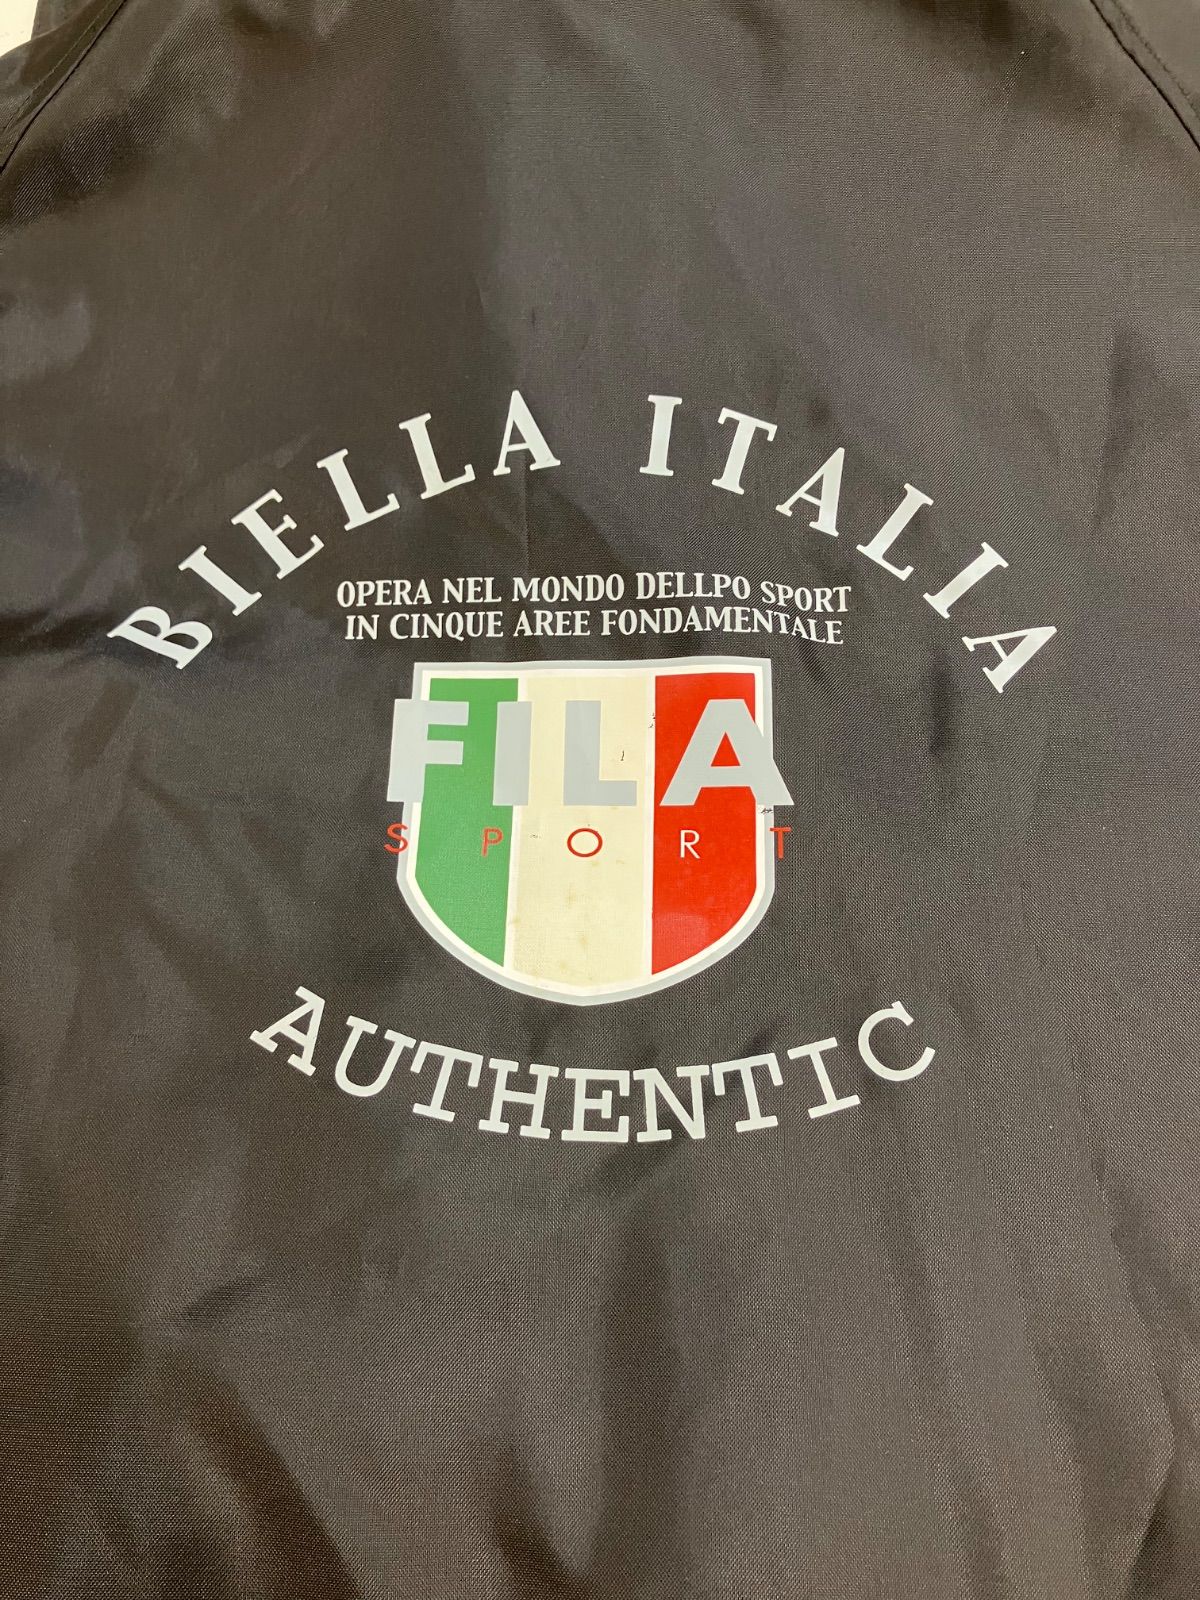 BIELLA ITALIA
OPERA NEL MONDO DELLPO SPORT
IN CINQUE AREE FONDAMENTALE
FILA
SPORT
AUTHENTIC